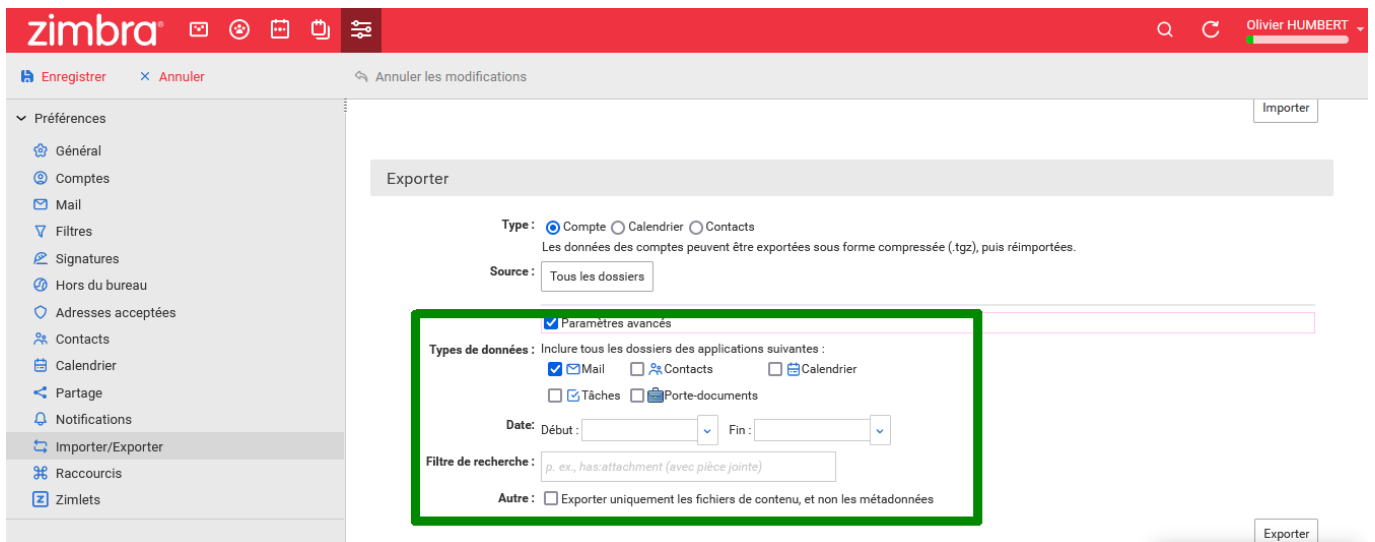 zimbra
Olivier HUMBERT
Enregistrer
Annuler
Annuler les modifications
Préférences
Général
Comptes
Mail
Filtres
Signatures
Hors du bureau
Adresses acceptées
Contacts
Calendrier
Partage
Notifications
Importer/Exporter
Raccourcis
Zimlets
Importer
Exporter
Type : Compte Calendrier Contacts
Les données des comptes peuvent être exportées sous forme compressée (.tgz), puis réimportées.
Source : Tous les dossiers
Paramètres avancés
Types de données : Inclure tous les dossiers des applications suivantes :
Mail Contacts Calendrier
Tâches Porte-documents
Date: Début : Fin :
Filtre de recherche : p. ex., has:attachment (avec pièce jointe)
Autre : Exporter uniquement les fichiers de contenu, et non les métadonnées
Exporter